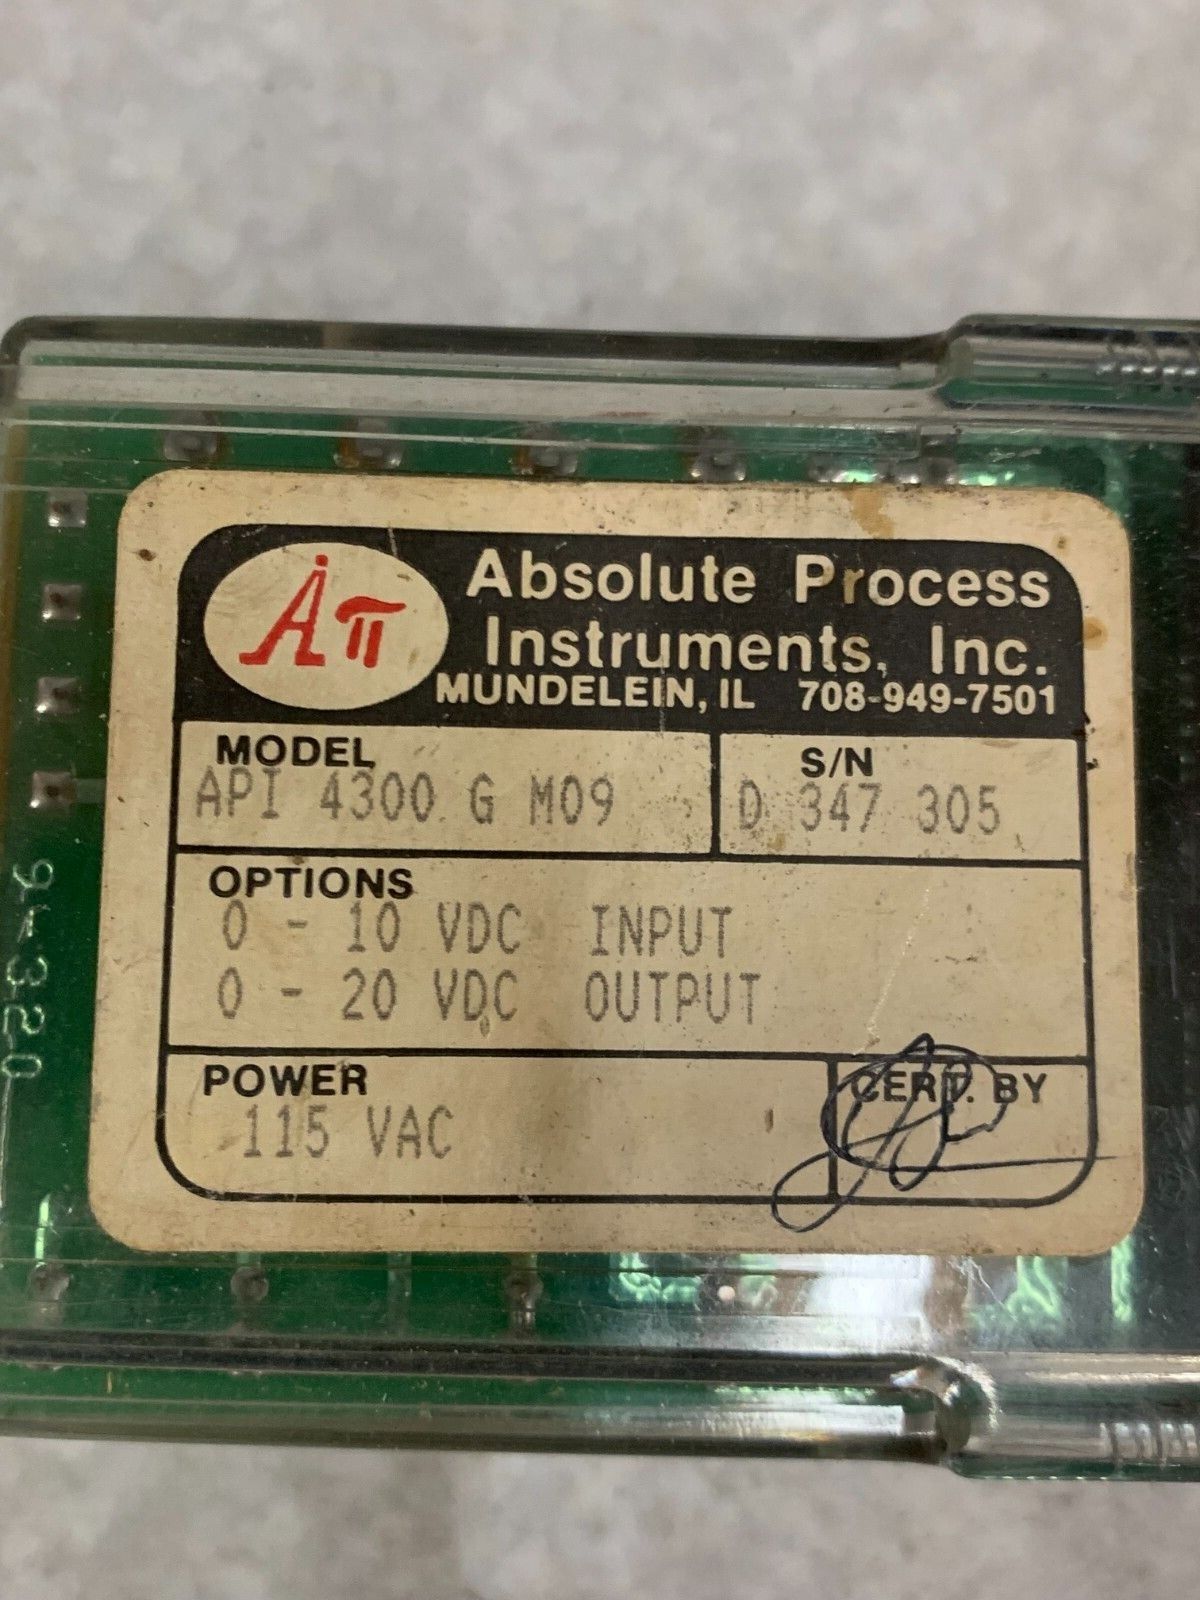 Aπ
Absolute Process
Instruments, Inc.
MUNDELEIN, IL 708-949-7501
MODEL
API 4300 G M09
S/N
D 347 305
OPTIONS
0 - 10 VDC INPUT
0 - 20 VDC OUTPUT
POWER
115 VAC
CERT. BY
9-320